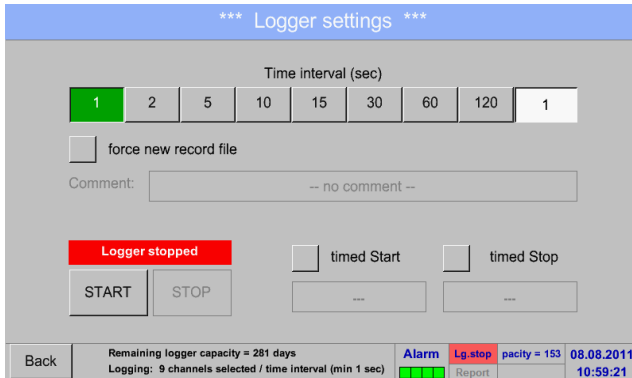 *** Logger settings ***
Time interval (sec)
1 2 5 10 15 30 60 120 1
force new record file
Comment: -- no comment --
Logger stopped
timed Start timed Stop
START STOP --- ---
Back
Remaining logger capacity = 281 days
Logging: 9 channels selected / time interval (min 1 sec)
Alarm Lg.stop pacity = 153 08.08.2011
Report 10:59:21